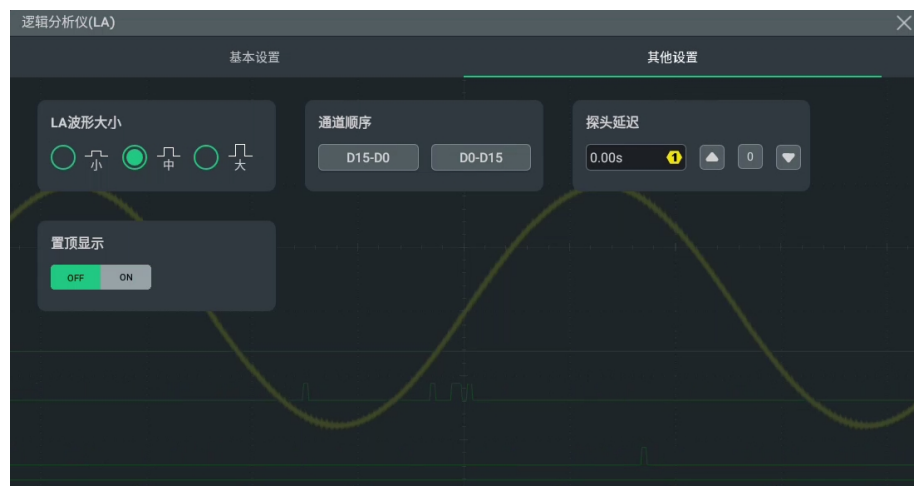 逻辑分析仪(LA)
基本设置 其他设置
LA波形大小
小 中 大
通道顺序
D15-D0 D0-D15
探头延迟
0.00s 1 0
置顶显示
OFF ON